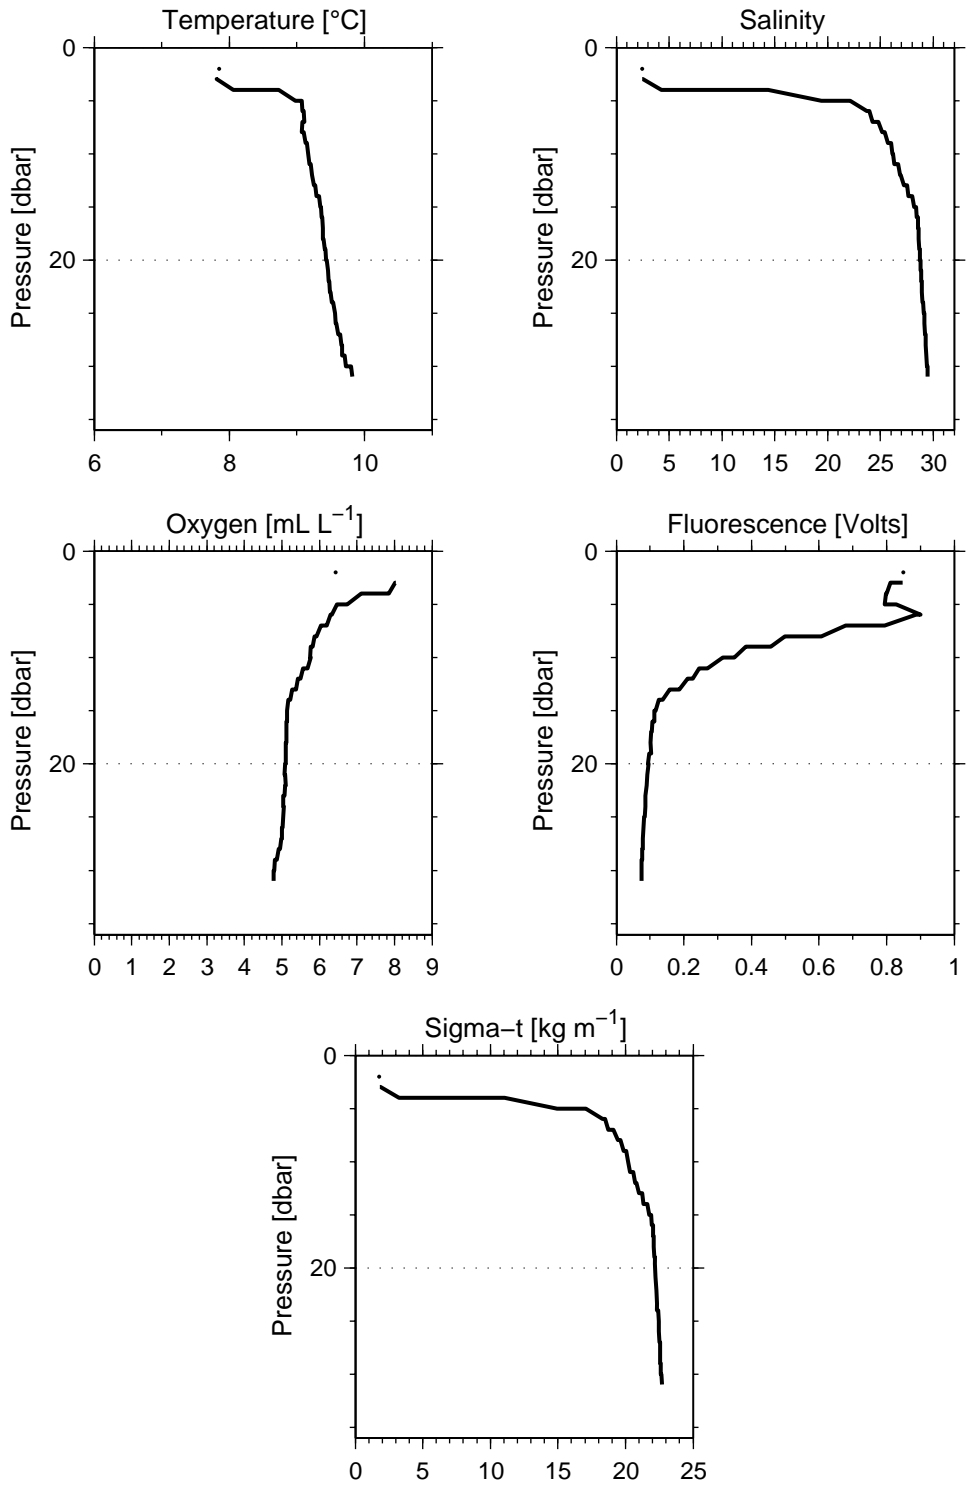 Temperature [°C]
Salinity
0
20
Pressure [dbar]
6 8 10
0
20
Pressure [dbar]
0 5 10 15 20 25 30
Oxygen [mL L⁻¹]
Fluorescence [Volts]
0
20
Pressure [dbar]
0 1 2 3 4 5 6 7 8 9
0
20
Pressure [dbar]
0 0.2 0.4 0.6 0.8 1
Sigma−t [kg m⁻¹]
0
20
Pressure [dbar]
0 5 10 15 20 25